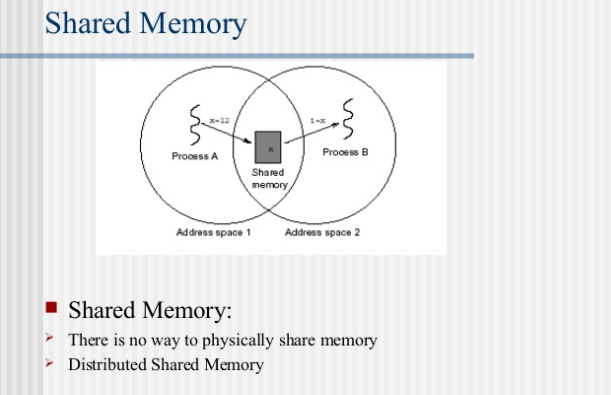 Shared Memory
x=12
1-x
x
Process A
Process B
Shared
memory
Address space 1
Address space 2
Shared Memory:
There is no way to physically share memory
Distributed Shared Memory